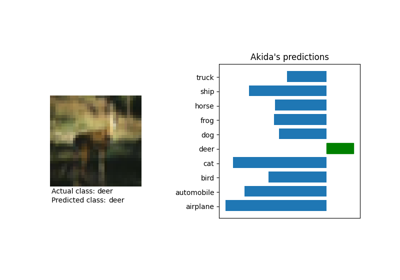 Akida's predictions
truck
ship
horse
frog
dog
deer
cat
bird
automobile
airplane
Actual class: deer
Predicted class: deer